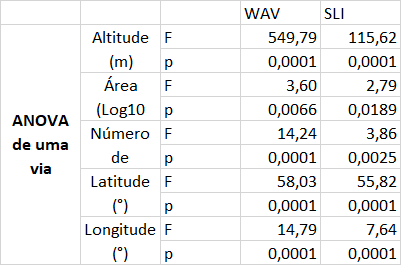 WAV SLI
Altitude F 549,79 115,62
(m) p 0,0001 0,0001
Área F 3,60 2,79
(Log10 p 0,0066 0,0189
ANOVA
de uma
via
Número F 14,24 3,86
de p 0,0001 0,0025
Latitude F 58,03 55,82
(°) p 0,0001 0,0001
Longitude F 14,79 7,64
(°) p 0,0001 0,0001